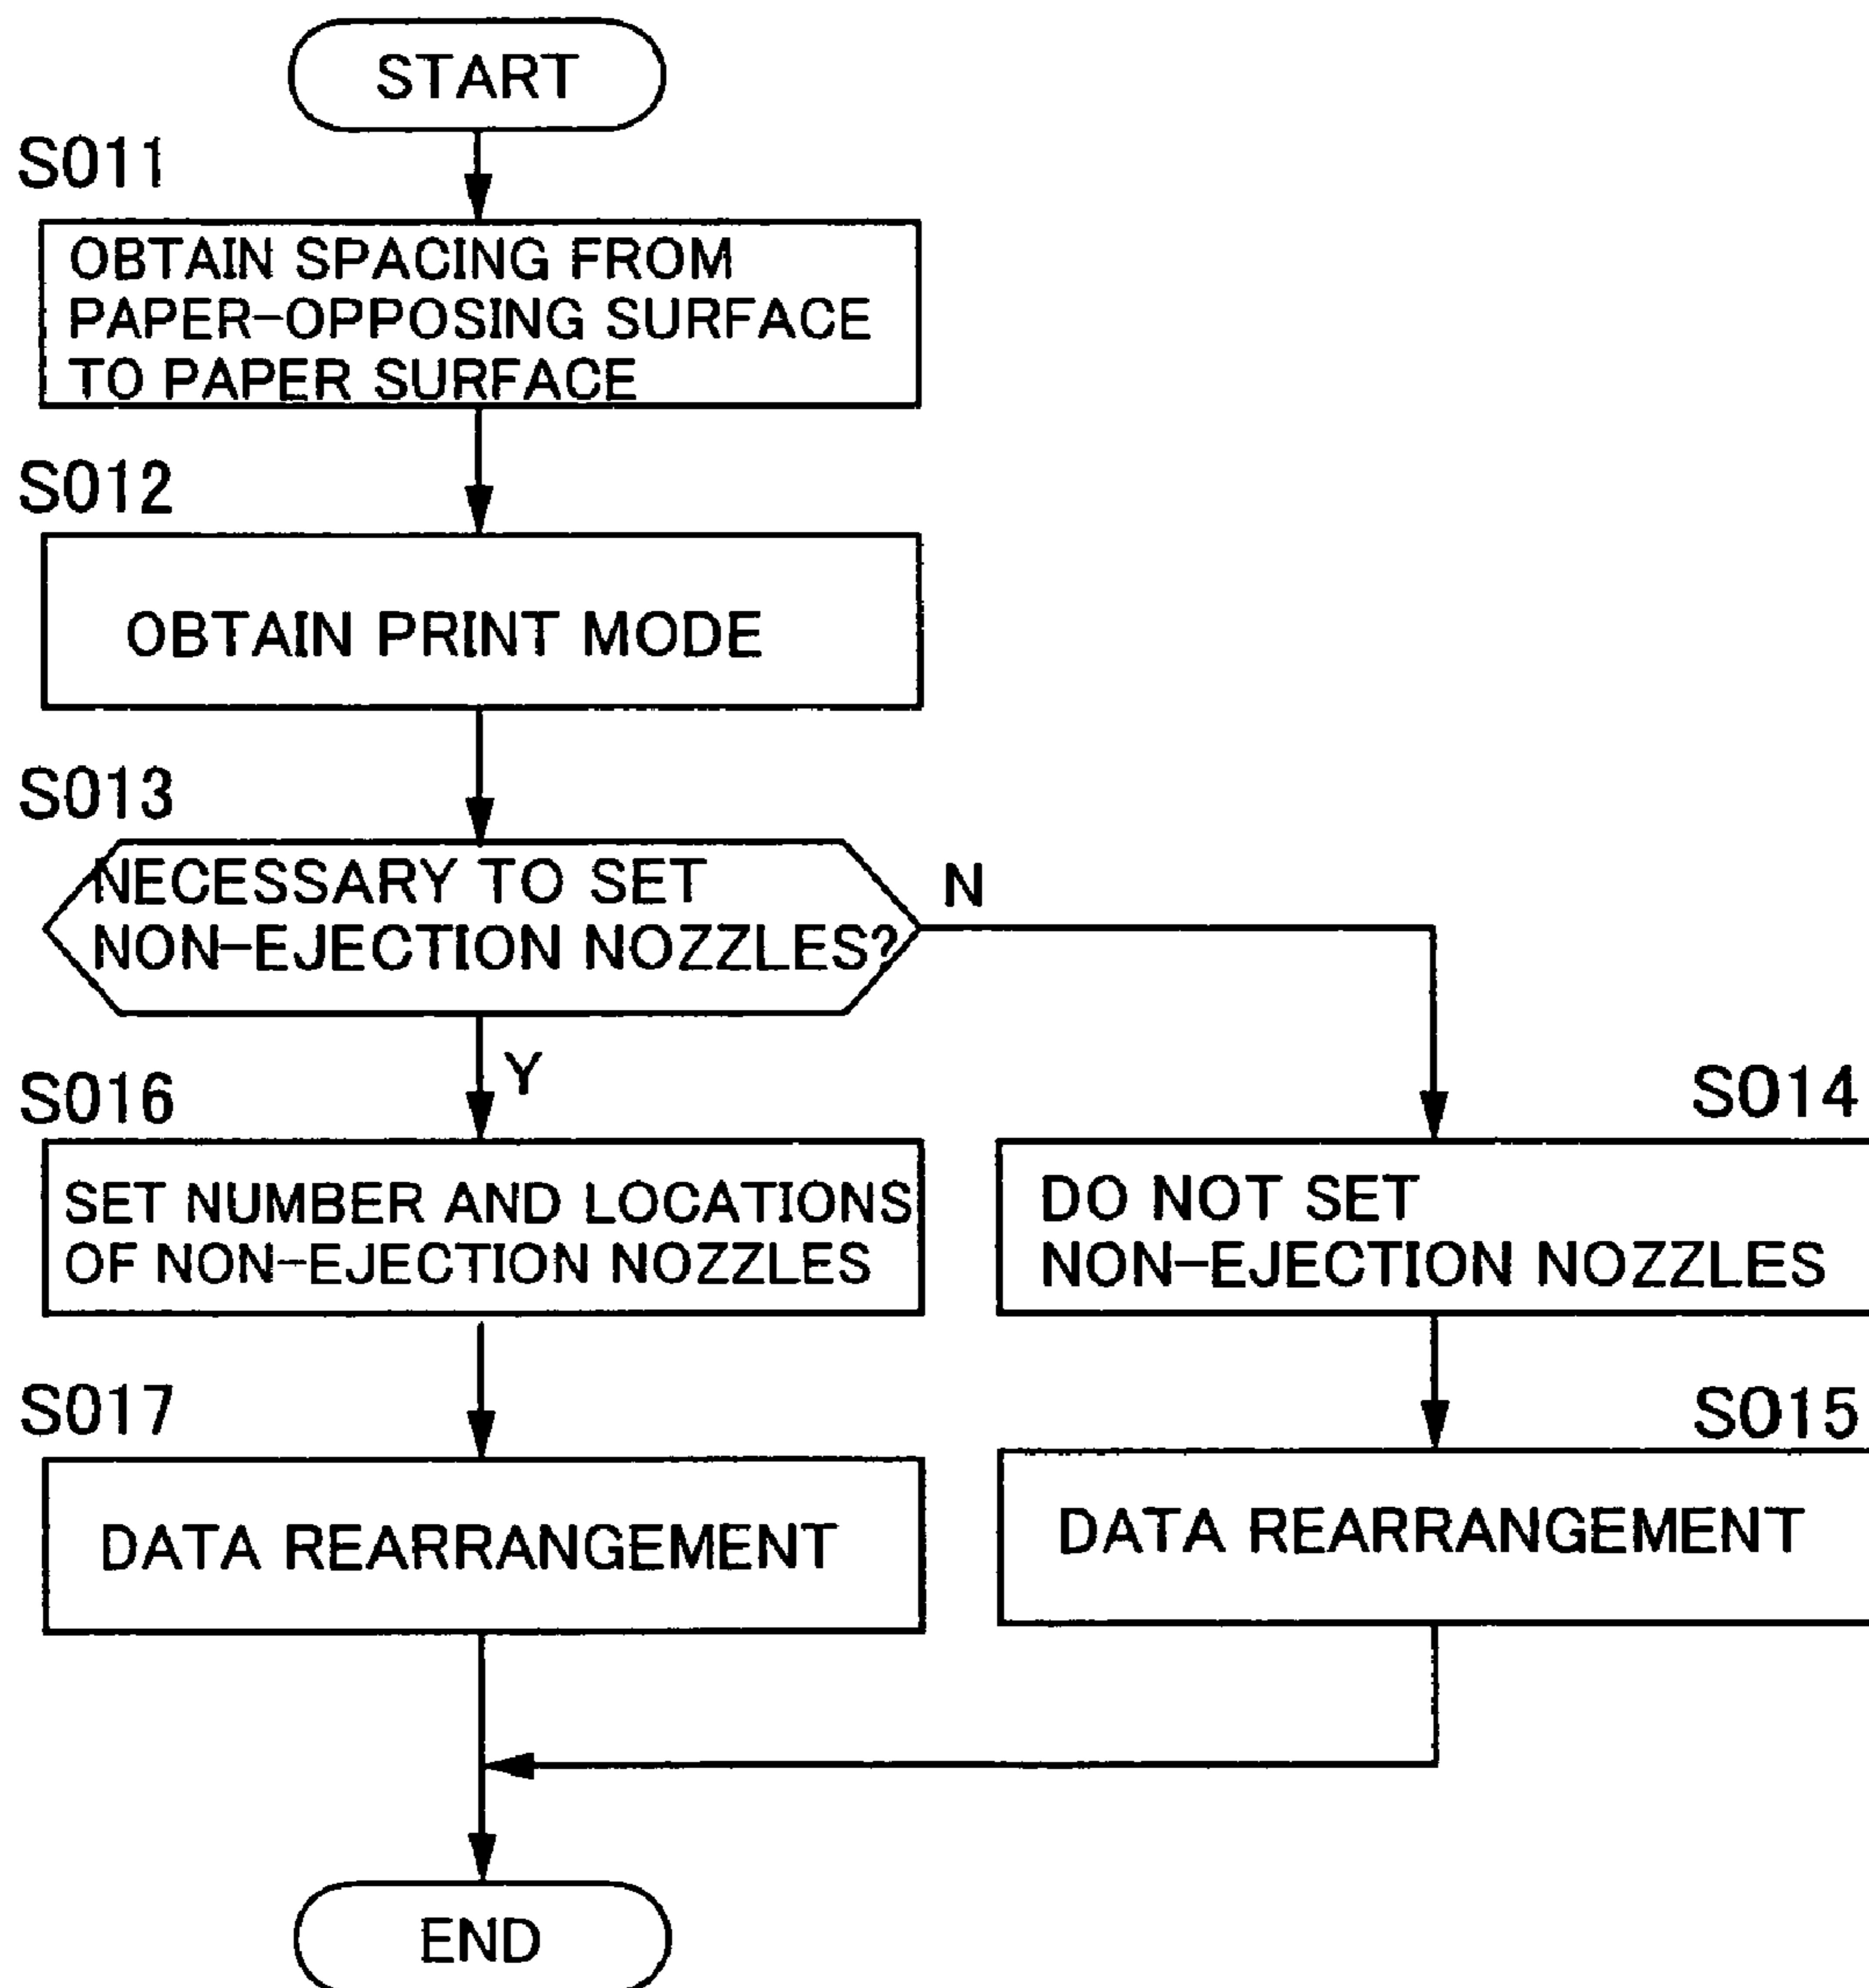 START
S011
OBTAIN SPACING FROM
PAPER-OPPOSING SURFACE
TO PAPER SURFACE
S012
OBTAIN PRINT MODE
S013
NECESSARY TO SET
NON-EJECTION NOZZLES?
N
Y
S016
SET NUMBER AND LOCATIONS
OF NON-EJECTION NOZZLES
S014
DO NOT SET
NON-EJECTION NOZZLES
S017
DATA REARRANGEMENT
S015
DATA REARRANGEMENT
END